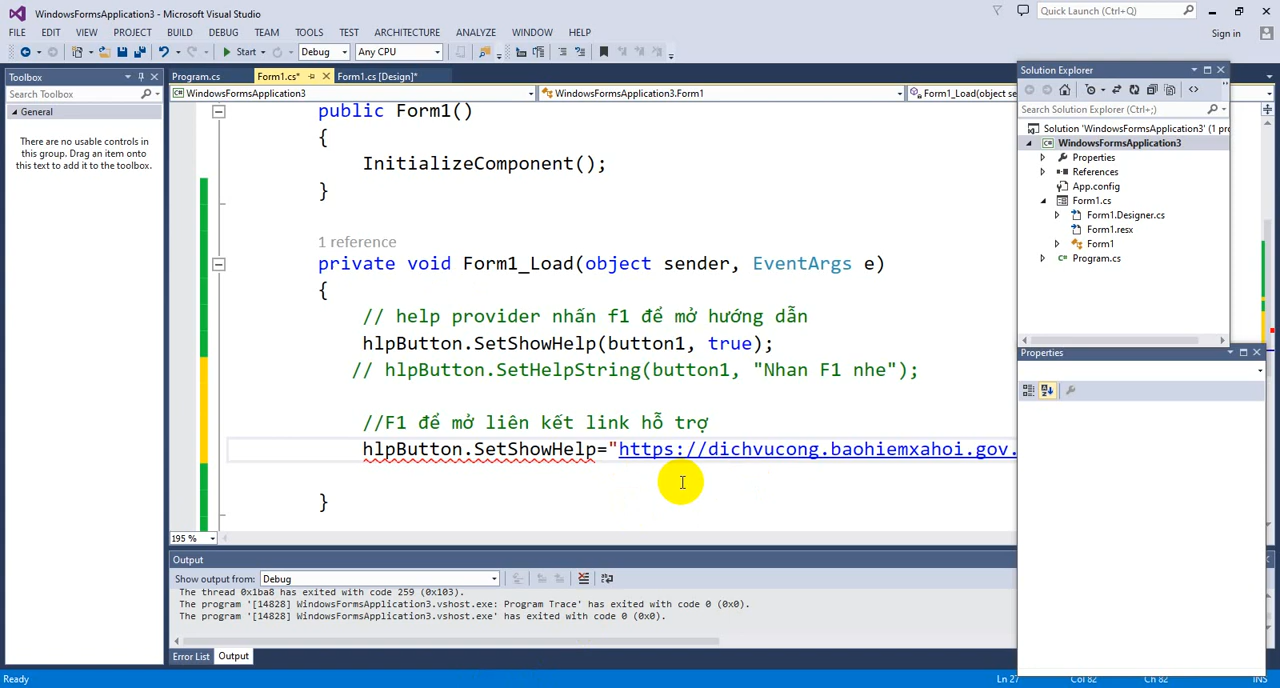 WindowsFormsApplication3 - Microsoft Visual Studio
Quick Launch (Ctrl+Q)
FILE EDIT VIEW PROJECT BUILD DEBUG TEAM TOOLS TEST ARCHITECTURE ANALYZE WINDOW HELP
Sign in
Start Debug Any CPU
Toolbox
Search Toolbox
General
There are no usable controls in
this group. Drag an item onto
this text to add it to the toolbox.
Program.cs Form1.cs* Form1.cs [Design]*
WindowsFormsApplication3 WindowsFormsApplication3.Form1 Form1_Load(object se
public Form1()
{
InitializeComponent();
}
1 reference
private void Form1_Load(object sender, EventArgs e)
{
// help provider nhấn f1 để mở hướng dẫn
hlpButton.SetShowHelp(button1, true);
// hlpButton.SetHelpString(button1, "Nhan F1 nhe");
//F1 để mở liên kết link hỗ trợ
hlpButton.SetShowHelp="https://dichvucong.baohiemxahoi.gov.
}
195 %
Output
Show output from: Debug
The thread 0x1ba8 has exited with code 259 (0x103).
The program '[14828] WindowsFormsApplication3.vshost.exe: Program Trace' has exited with code 0 (0x0).
The program '[14828] WindowsFormsApplication3.vshost.exe' has exited with code 0 (0x0).
Error List Output
Solution Explorer
Search Solution Explorer (Ctrl+;)
Solution 'WindowsFormsApplication3' (1 pro
WindowsFormsApplication3
Properties
References
App.config
Form1.cs
Form1.Designer.cs
Form1.resx
Form1
Program.cs
Properties
Ready Ln 27 Col 82 Ch 82 INS